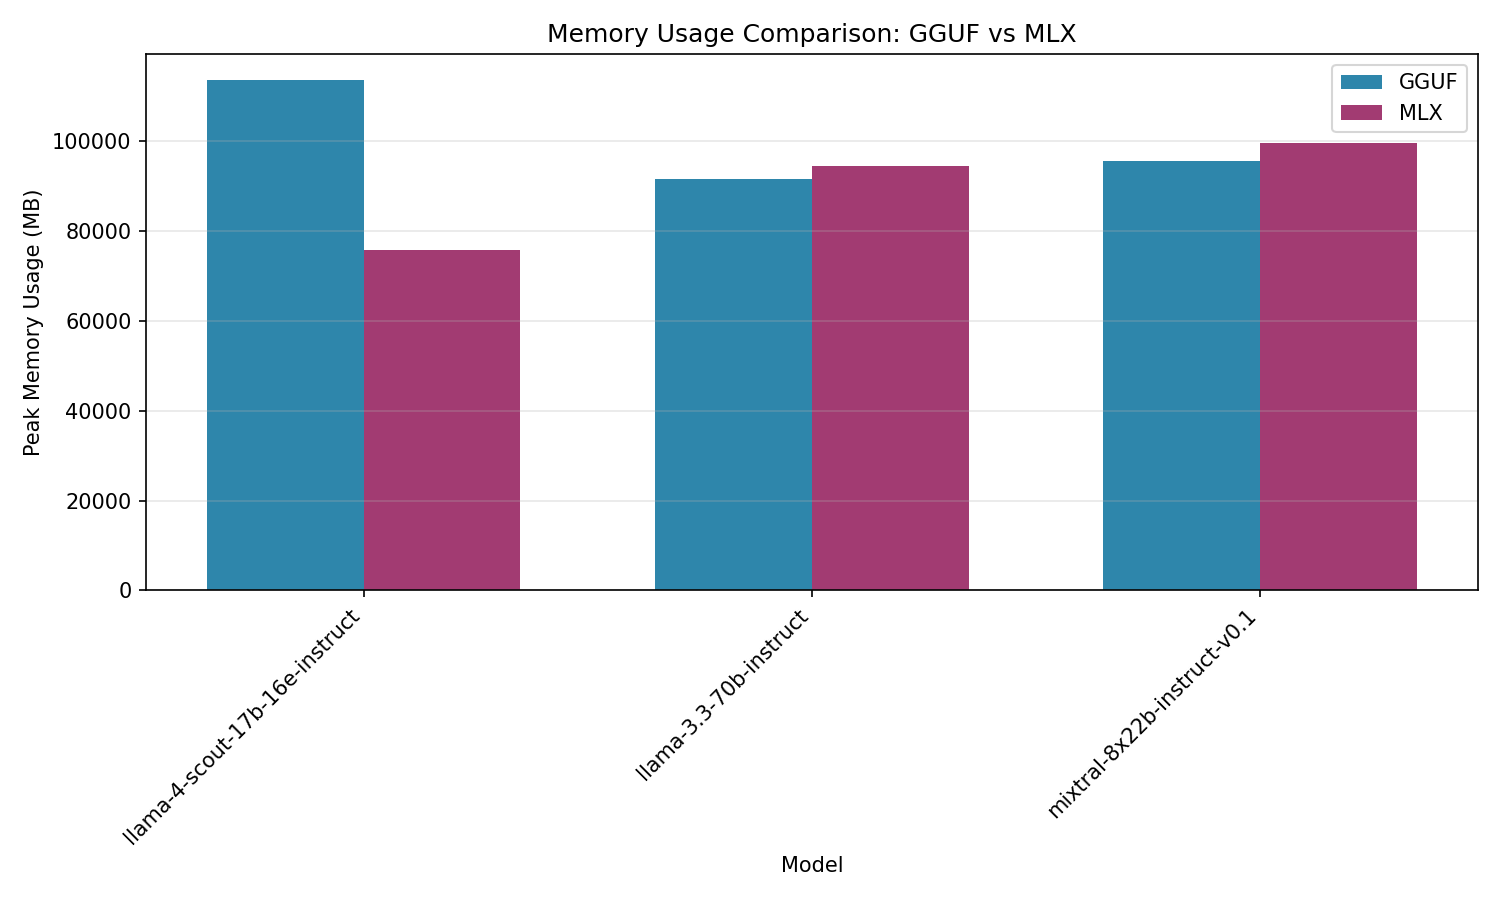 Memory Usage Comparison: GGUF vs MLX
GGUF
MLX
Peak Memory Usage (MB)
100000
80000
60000
40000
20000
0
llama-4-scout-17b-16e-instruct
llama-3.3-70b-instruct
mixtral-8x22b-instruct-v0.1
Model